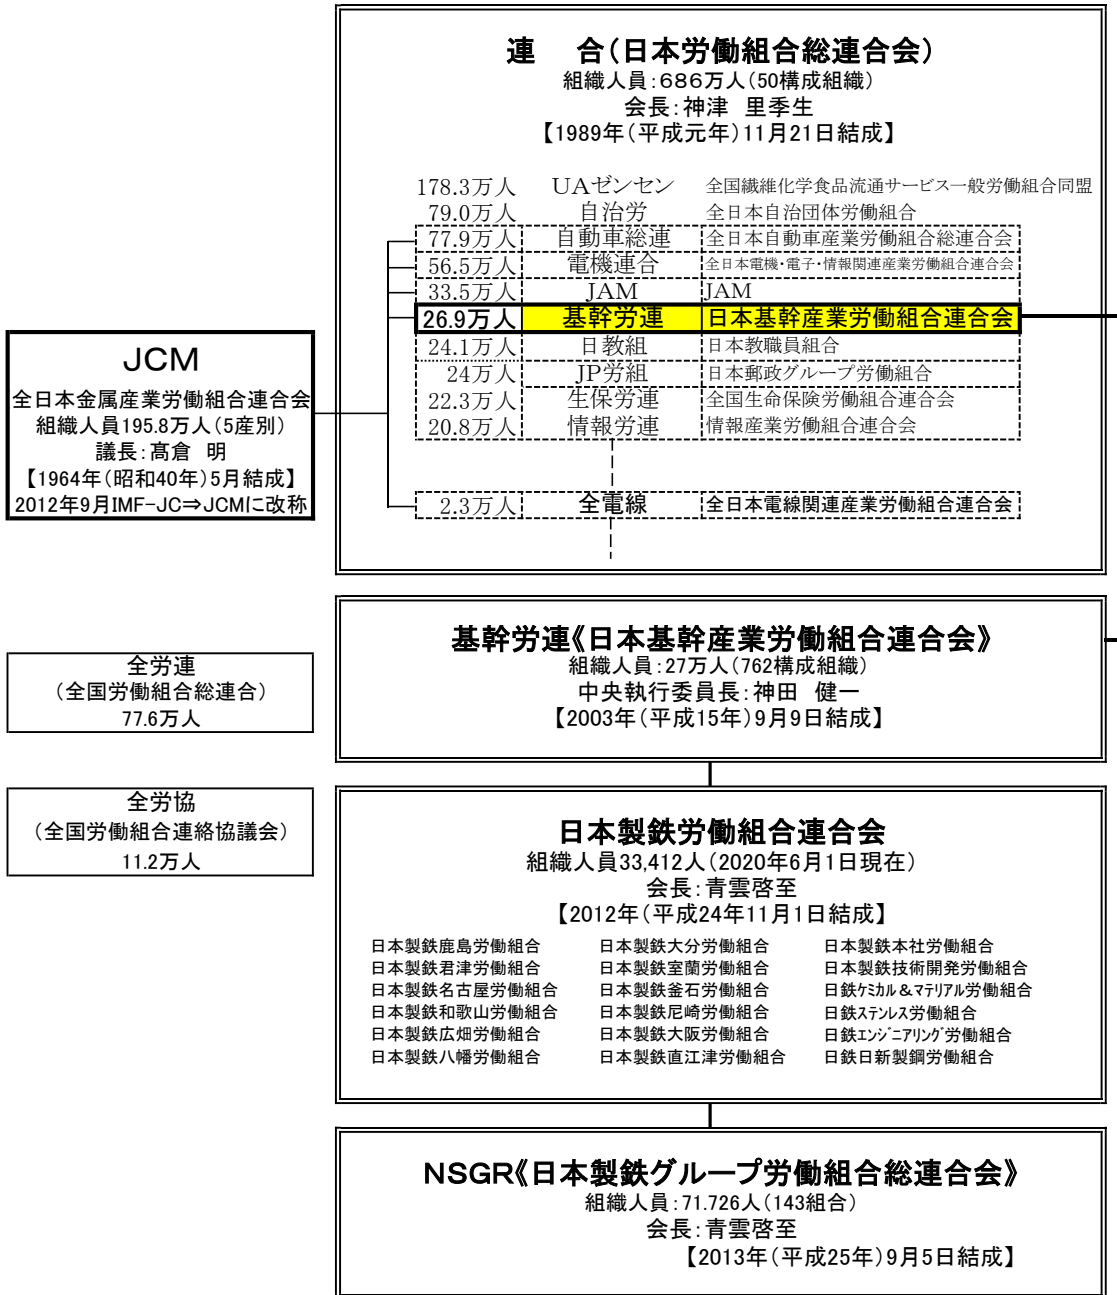 連　合(日本労働組合総連合会)
組織人員:686万人(50構成組織)
会長:神津　里季生
【1989年(平成元年)11月21日結成】
178.3万人　UAゼンセン　全国繊維化学食品流通サービス一般労働組合同盟
79.0万人　自治労　全日本自治団体労働組合
77.9万人　自動車総連　全日本自動車産業労働組合総連合会
56.5万人　電機連合　全日本電機・電子・情報関連産業労働組合連合会
33.5万人　JAM　JAM
26.9万人　基幹労連　日本基幹産業労働組合連合会
24.1万人　日教組　日本教職員組合
24万人　JP労組　日本郵政グループ労働組合
22.3万人　生保労連　全国生命保険労働組合連合会
20.8万人　情報労連　情報産業労働組合連合会
2.3万人　全電線　全日本電線関連産業労働組合連合会
JCM
全日本金属産業労働組合連合会
組織人員195.8万人(5産別)
議長:髙倉　明
【1964年(昭和40年)5月結成】
2012年9月IMF-JC⇒JCMに改称
基幹労連《日本基幹産業労働組合連合会》
組織人員:27万人(762構成組織)
中央執行委員長:神田　健一
【2003年(平成15年)9月9日結成】
全労連
(全国労働組合総連合)
77.6万人
全労協
(全国労働組合連絡協議会)
11.2万人
日本製鉄労働組合連合会
組織人員33,412人(2020年6月1日現在)
会長:青雲啓至
【2012年(平成24年11月1日結成】
日本製鉄鹿島労働組合　日本製鉄大分労働組合　日本製鉄本社労働組合
日本製鉄君津労働組合　日本製鉄室蘭労働組合　日本製鉄技術開発労働組合
日本製鉄名古屋労働組合　日本製鉄釜石労働組合　日鉄ｹﾐｶﾙ＆ﾏﾃﾘｱﾙ労働組合
日本製鉄和歌山労働組合　日本製鉄尼崎労働組合　日鉄ｽﾃﾝﾚｽ労働組合
日本製鉄広畑労働組合　日本製鉄大阪労働組合　日鉄ｴﾝｼﾞﾆｱﾘﾝｸﾞ労働組合
日本製鉄八幡労働組合　日本製鉄直江津労働組合　日鉄日新製鋼労働組合
NSGR《日本製鉄グループ労働組合総連合会》
組織人員:71.726人(143組合)
会長:青雲啓至
【2013年(平成25年)9月5日結成】